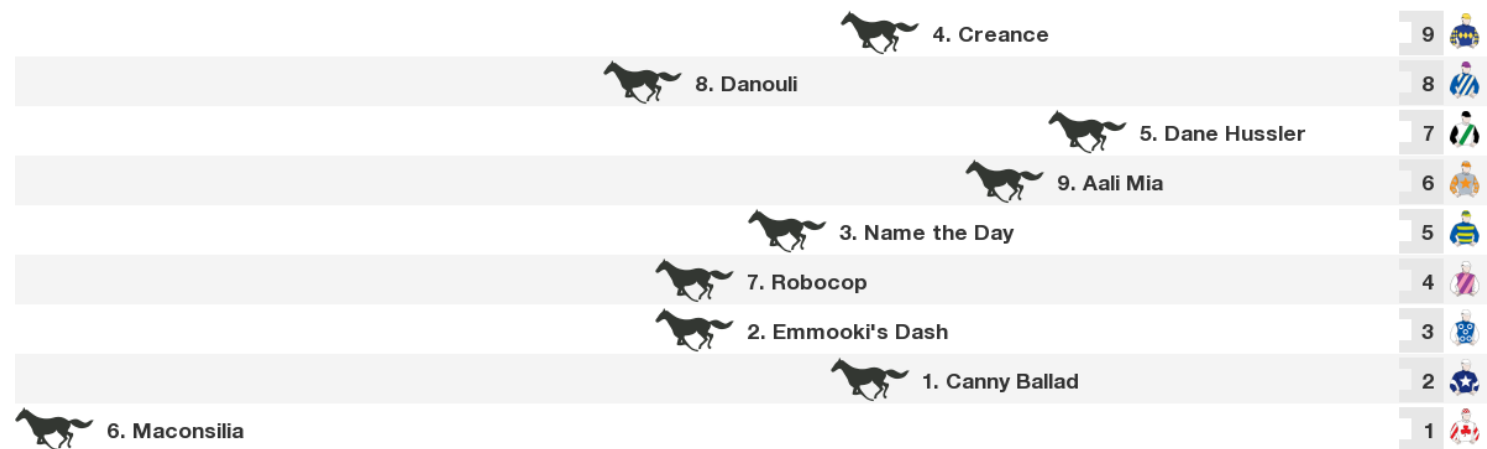 4. Creance 9
8. Danouli 8
5. Dane Hussler 7
9. Aali Mia 6
3. Name the Day 5
7. Robocop 4
2. Emmooki's Dash 3
1. Canny Ballad 2
6. Maconsilia 1